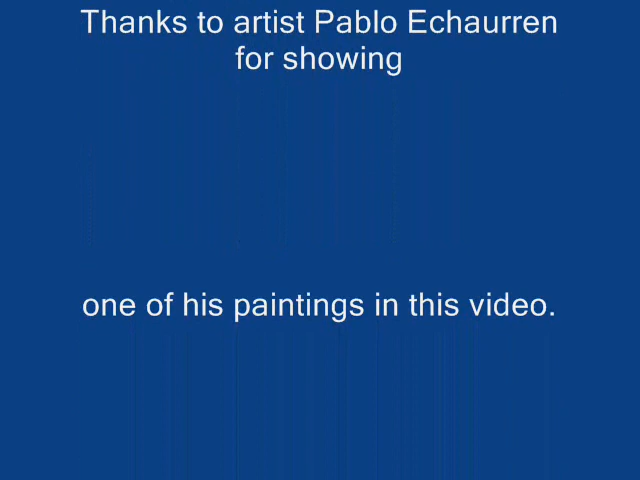 Thanks to artist Pablo Echaurren
for showing
one of his paintings in this video.